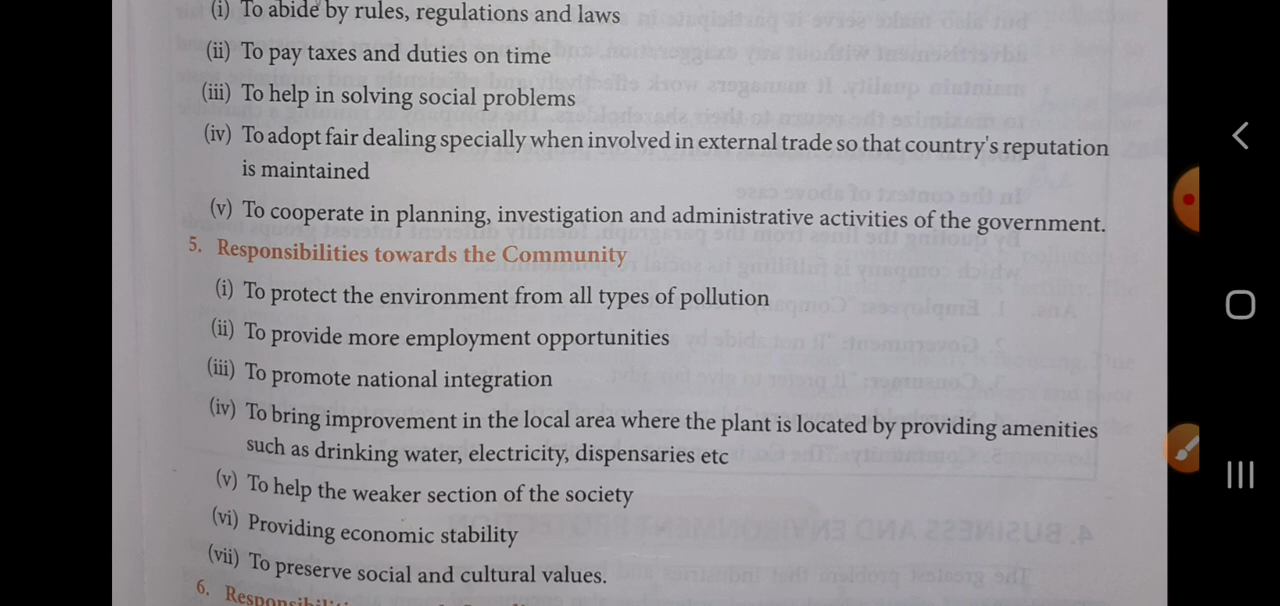 (i) To abide by rules, regulations and laws
(ii) To pay taxes and duties on time
(iii) To help in solving social problems
(iv) To adopt fair dealing specially when involved in external trade so that country's reputation
is maintained
(v) To cooperate in planning, investigation and administrative activities of the government.
5. Responsibilities towards the Community
(i) To protect the environment from all types of pollution
(ii) To provide more employment opportunities
(iii) To promote national integration
(iv) To bring improvement in the local area where the plant is located by providing amenities
such as drinking water, electricity, dispensaries etc
(v) To help the weaker section of the society
(vi) Providing economic stability
(vii) To preserve social and cultural values.
6.